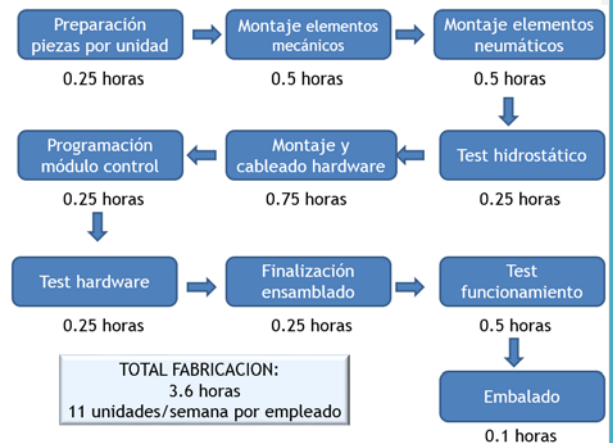 Preparación
piezas por unidad
0.25 horas
Montaje elementos
mecánicos
0.5 horas
Montaje elementos
neumáticos
0.5 horas
Test hidrostático
0.25 horas
Montaje y
cableado hardware
0.75 horas
Programación
módulo control
0.25 horas
Test hardware
0.25 horas
Finalización
ensamblado
0.25 horas
Test
funcionamiento
0.5 horas
Embalado
0.1 horas
TOTAL FABRICACION:
3.6 horas
11 unidades/semana por empleado